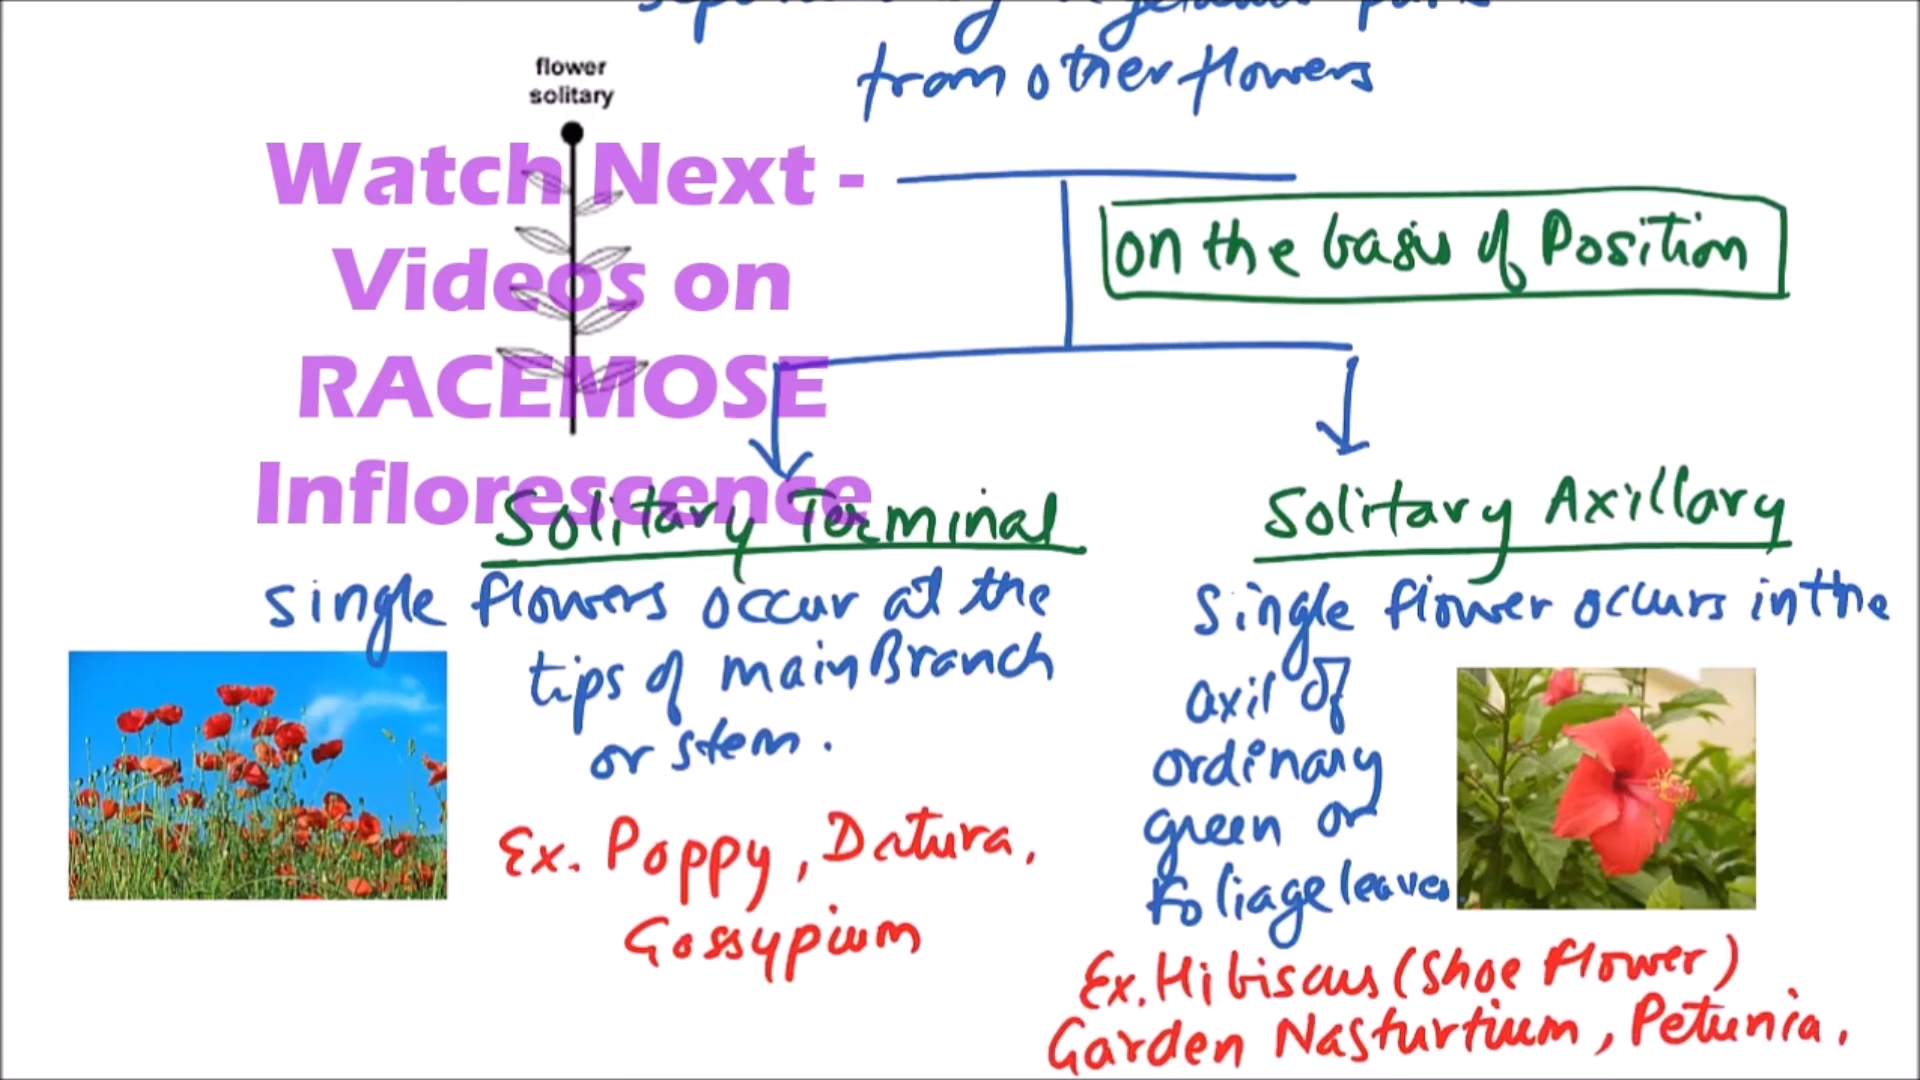 from other flowers
flower
solitary
Watch Next -
Videos on
RACEMOSE
Inflorescence
on the basis of Position
Solitary Terminal
Single flowers occur at the
tips of main Branch
or stem.
Ex. Poppy, Datura,
Gossypium
Solitary Axillary
Single flower occurs in the
axil of
ordinary
green or
foliage leaves.
Ex. Hibiscus (Shoe flower)
Garden Nasturtium, Petunia.